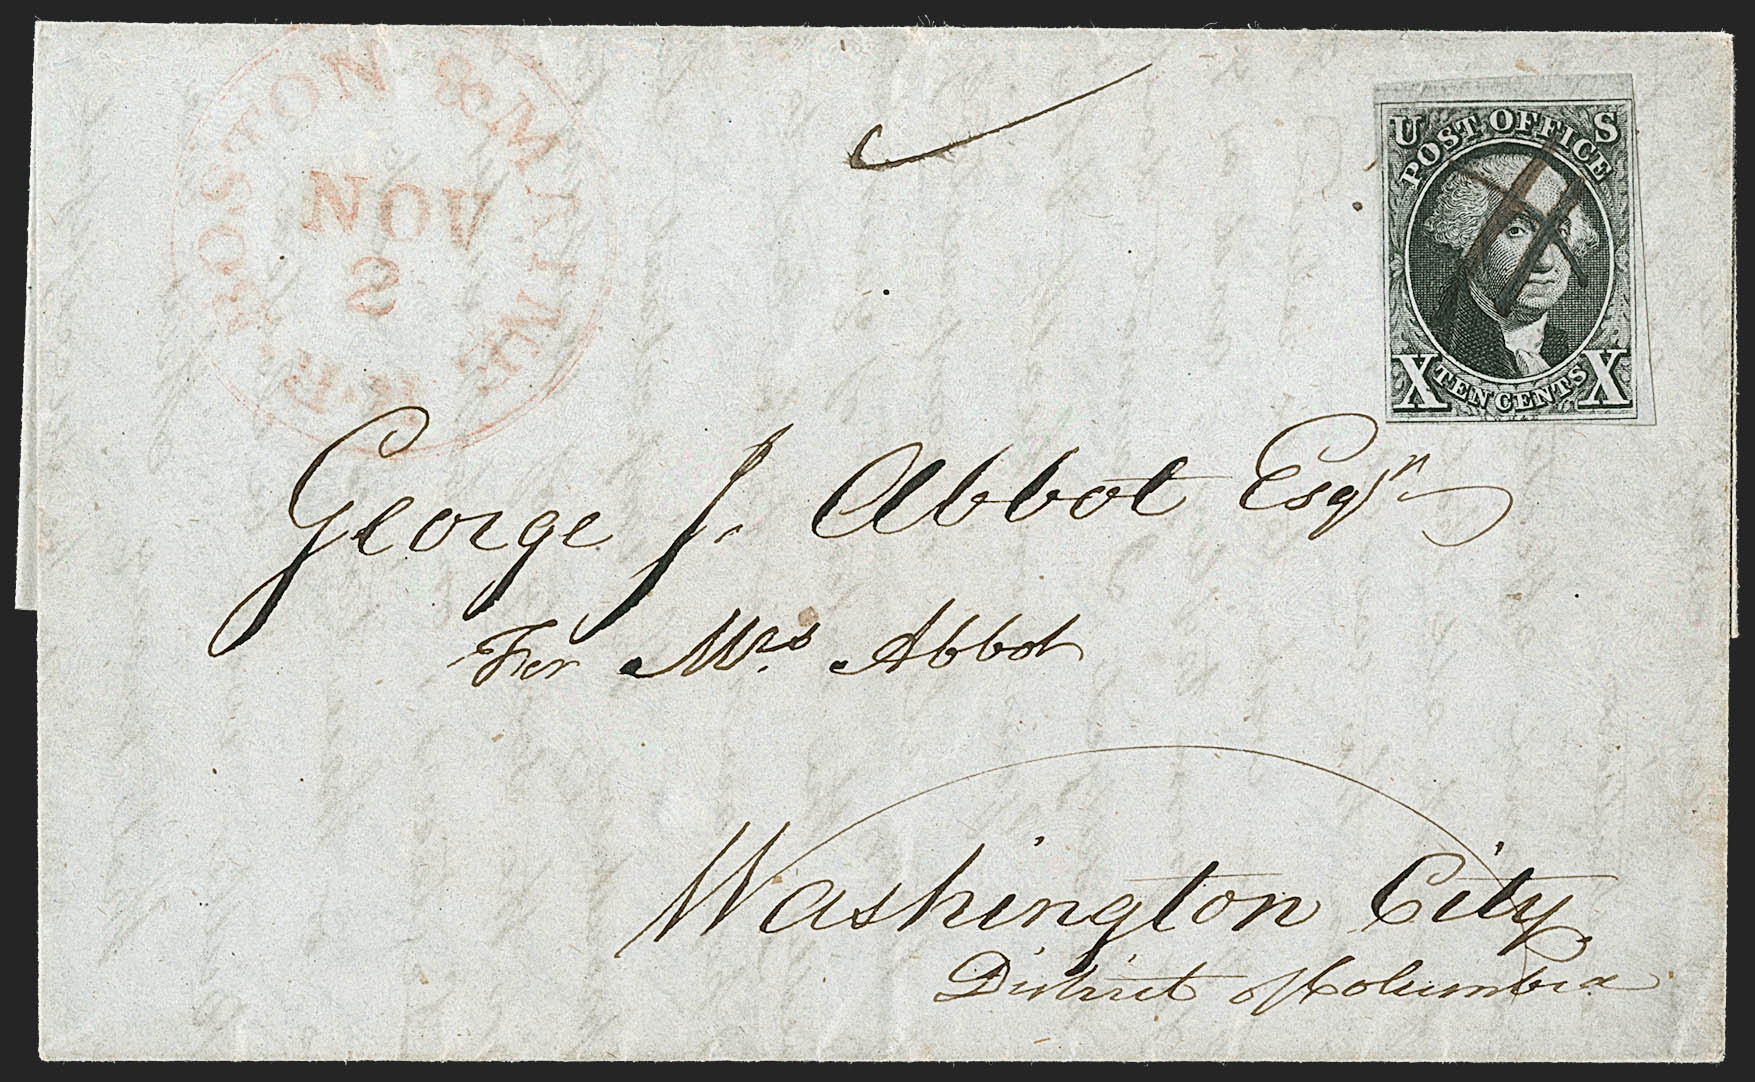 BOSTON & MAINE R.R.
NOV
2
U S
POST OFFICE
X TEN CENTS X
George J. Abbot Esqr
For Mrs Abbot
Washington City
District of Columbia